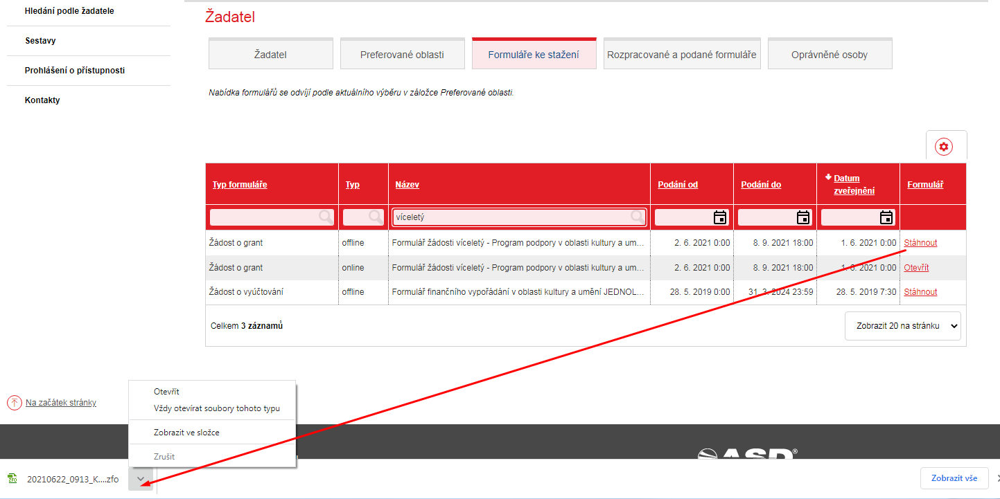 Hledání podle žadatele
Sestavy
Prohlášení o přístupnosti
Kontakty
Žadatel
Žadatel
Preferované oblasti
Formuláře ke stažení
Rozpracované a podané formuláře
Oprávněné osoby
Nabídka formulářů se odvíjí podle aktuálního výběru v záložce Preferované oblasti.
Typ formuláře Typ Název Podání od Podání do Datum zveřejnění Formulář
víceletý
Žádost o grant offline Formulář žádosti víceletý - Program podpory v oblasti kultury a um... 2. 6. 2021 0:00 8. 9. 2021 18:00 1. 6. 2021 0:00 Stáhnout
Žádost o grant online Formulář žádosti víceletý - Program podpory v oblasti kultury a um... 2. 6. 2021 0:00 8. 9. 2021 18:00 1. 6. 2021 0:00 Otevřít
Žádost o vyúčtování offline Formulář finančního vypořádání v oblasti kultury a umění JEDNOL... 28. 5. 2019 0:00 31. 3. 2024 23:59 28. 5. 2019 7:30 Stáhnout
Celkem 3 záznamů
Zobrazit 20 na stránku
Otevřít
Na začátek stránky
Vždy otevírat soubory tohoto typu
Zobrazit ve složce
Zrušit
ASD®
ZFO
20210622_0913_K....zfo
Zobrazit vše